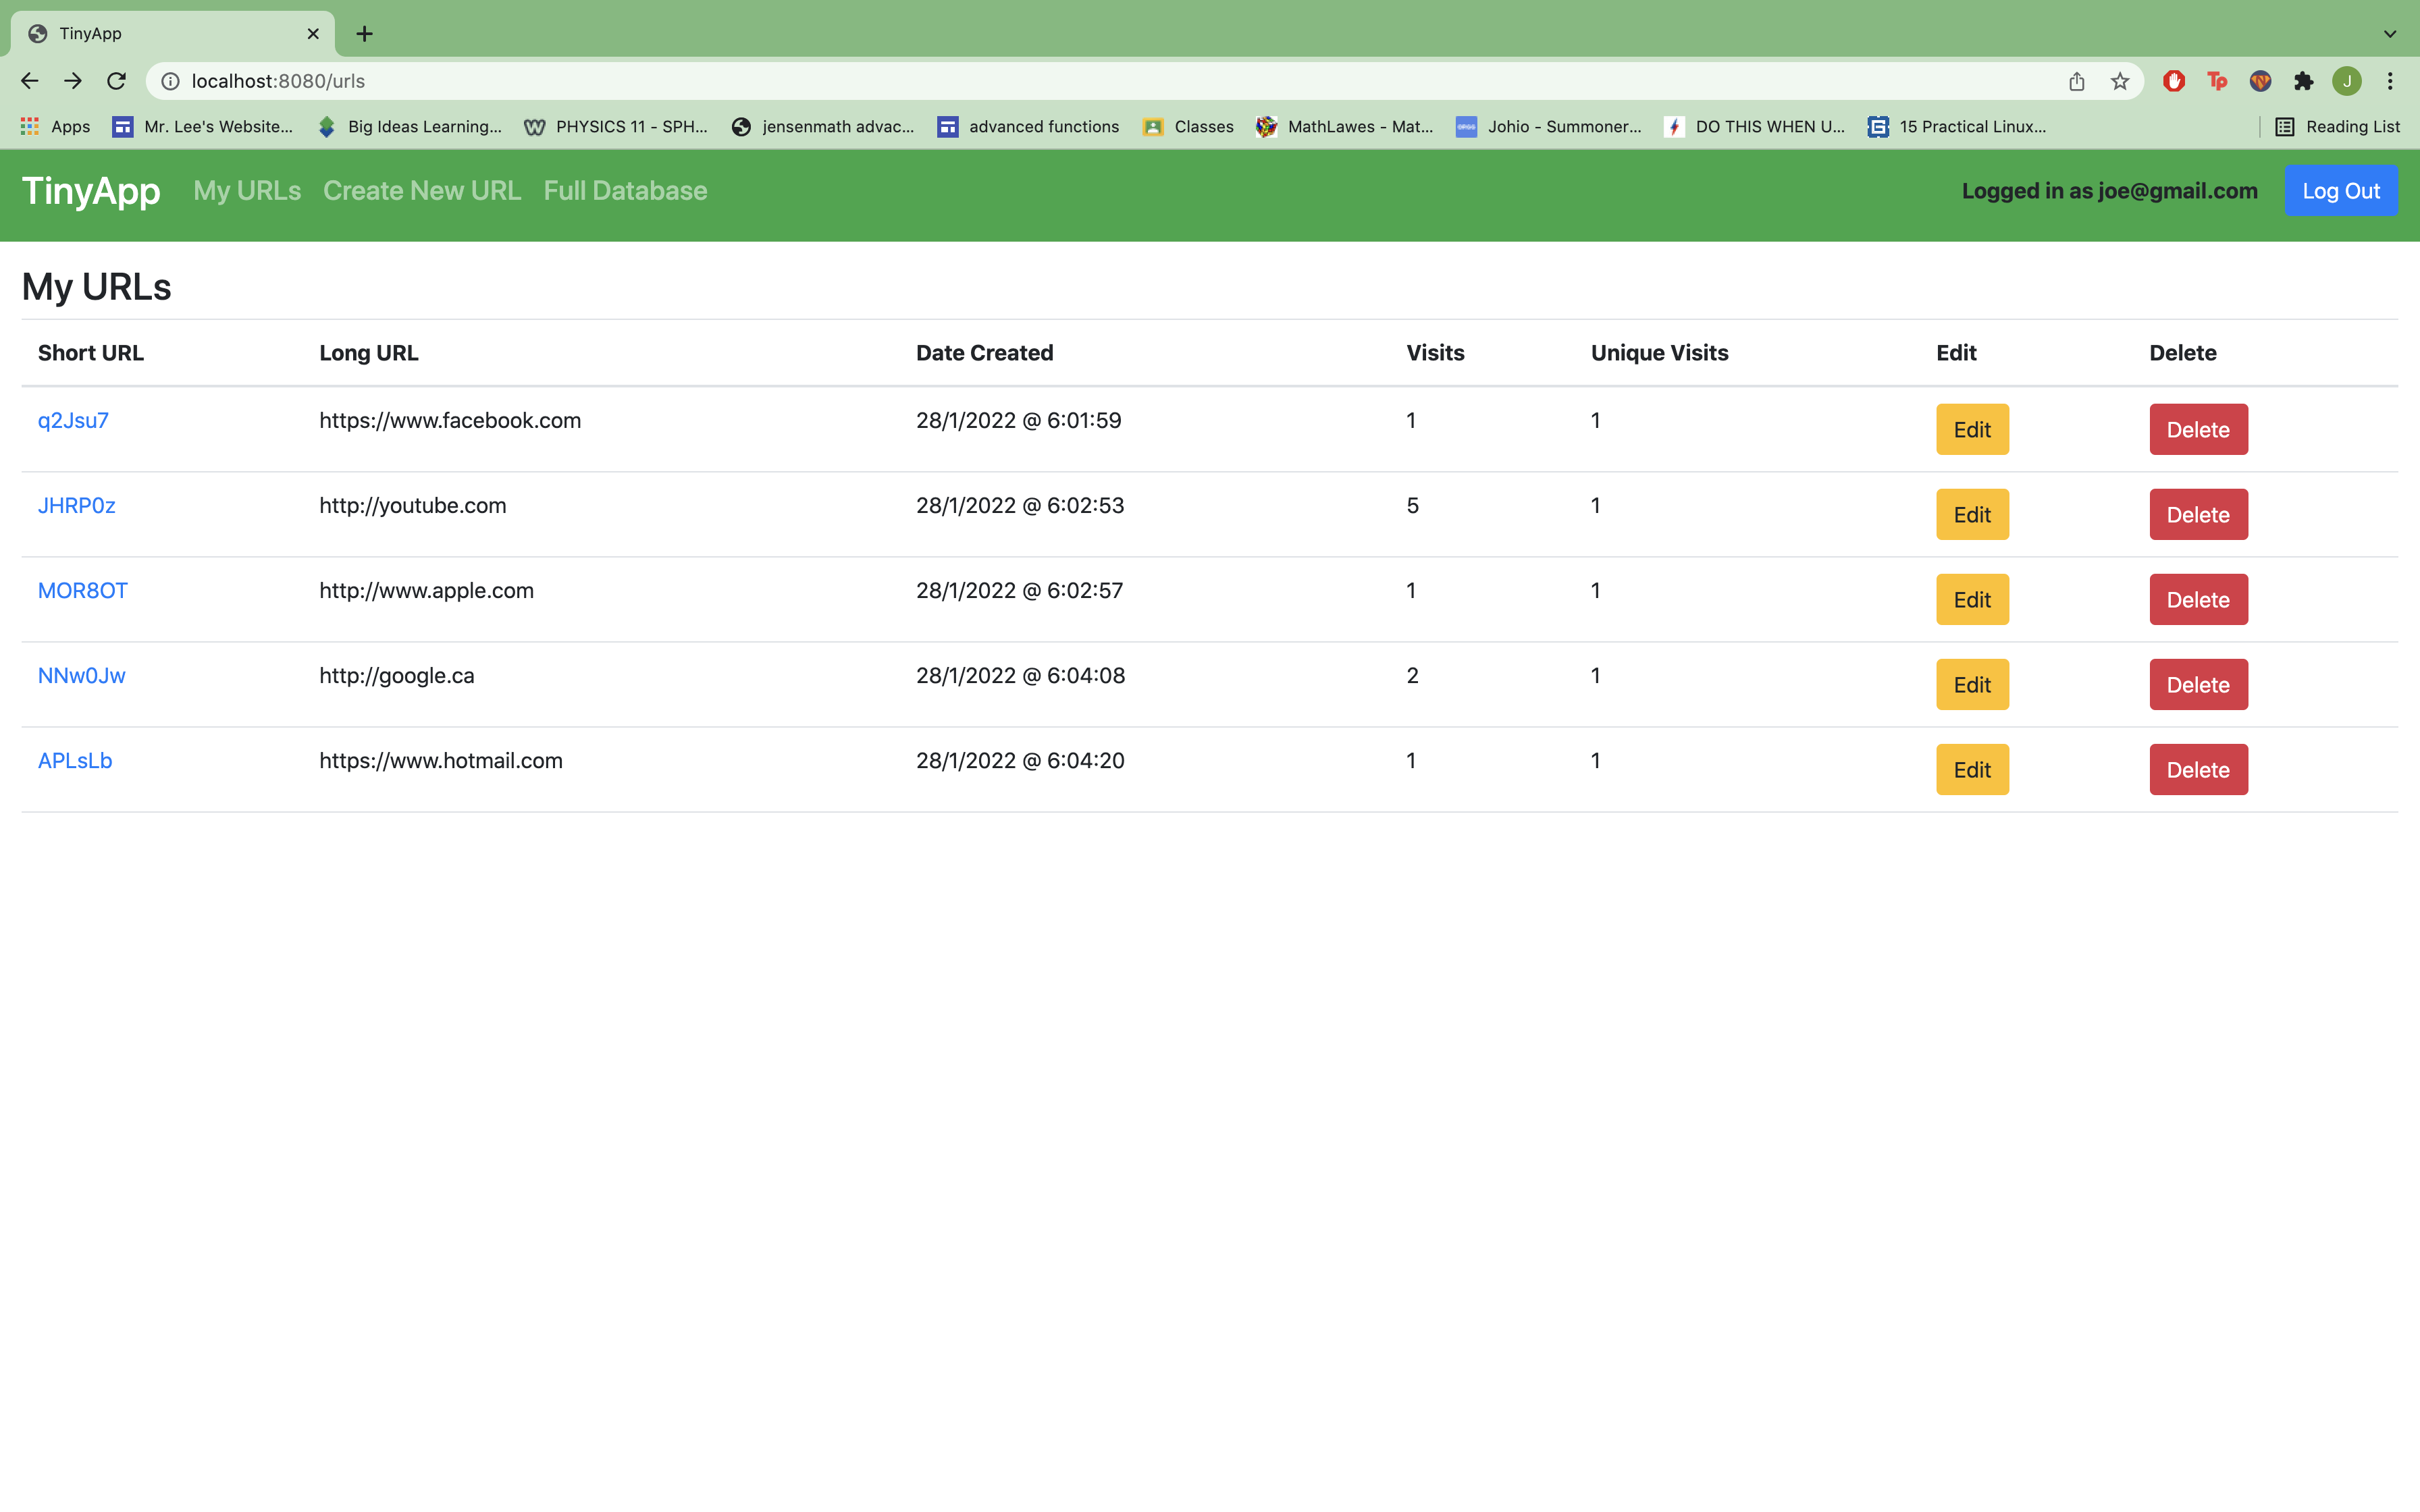 TinyApp
localhost:8080/urls
J
Apps Mr. Lee's Website... Big Ideas Learning... PHYSICS 11 - SPH... jensenmath advac... advanced functions Classes MathLawes - Mat... Johio - Summoner... DO THIS WHEN U... 15 Practical Linux... Reading List
TinyApp My URLs Create New URL Full Database Logged in as joe@gmail.com Log Out
My URLs
Short URL Long URL Date Created Visits Unique Visits Edit Delete
q2Jsu7 https://www.facebook.com 28/1/2022 @ 6:01:59 1 1 Edit Delete
JHRP0z http://youtube.com 28/1/2022 @ 6:02:53 5 1 Edit Delete
MOR8OT http://www.apple.com 28/1/2022 @ 6:02:57 1 1 Edit Delete
NNw0Jw http://google.ca 28/1/2022 @ 6:04:08 2 1 Edit Delete
APLsLb https://www.hotmail.com 28/1/2022 @ 6:04:20 1 1 Edit Delete